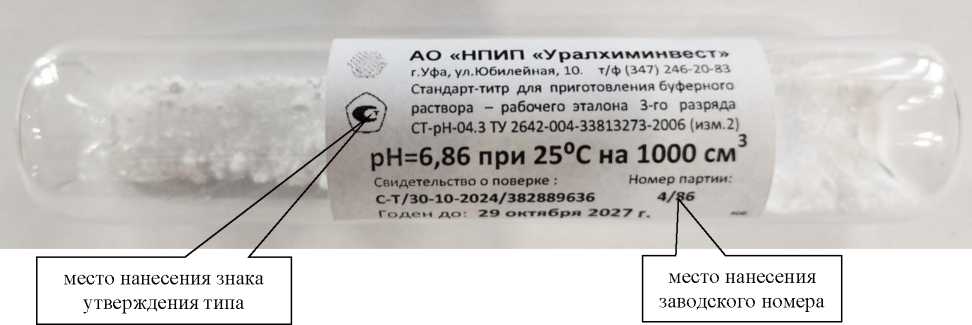 АО «НПИП «Уралхиминвест»
г.Уфа, ул.Юбилейная, 10. т/ф (347) 246-20-83
Стандарт-титр для приготовления буферного
раствора – рабочего эталона 3-го разряда
СТ-рН-04.3 ТУ 2642-004-33813273-2006 (изм.2)
рН=6,86 при 25⁰С на 1000 см³
Свидетельство о поверке : Номер партии:
С-Т/30-10-2024/382889636 4/86
Годен до: 29 октября 2027 г.
место нанесения знака
утверждения типа
место нанесения
заводского номера